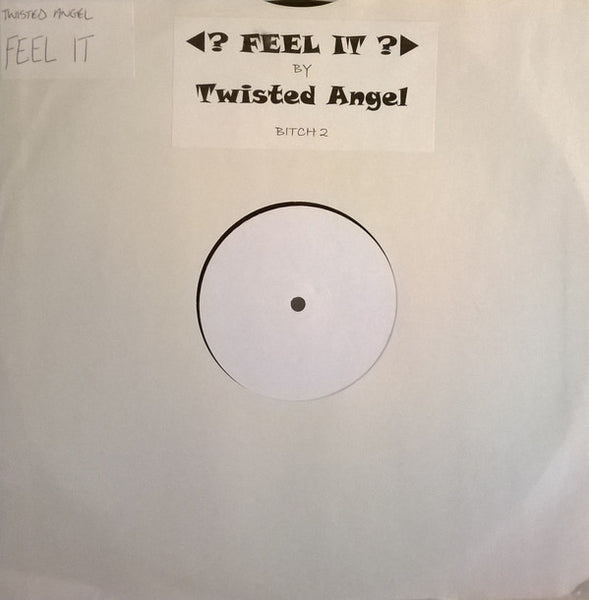 TWISTED ANGEL
FEEL IT
◀? FEEL IT ?▶
BY
Twisted Angel
BITCH 2